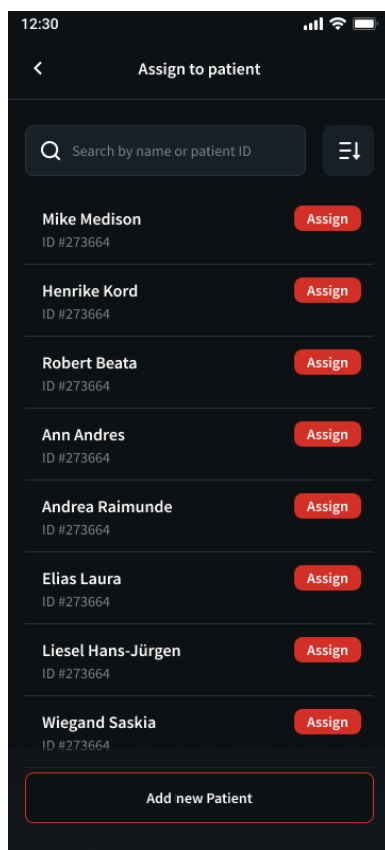 12:30
Assign to patient
Search by name or patient ID
Mike Medison
Assign
ID #273664
Henrike Kord
Assign
ID #273664
Robert Beata
Assign
ID #273664
Ann Andres
Assign
ID #273664
Andrea Raimunde
Assign
ID #273664
Elias Laura
Assign
ID #273664
Liesel Hans-Jürgen
Assign
ID #273664
Wiegand Saskia
Assign
ID #273664
Add new Patient